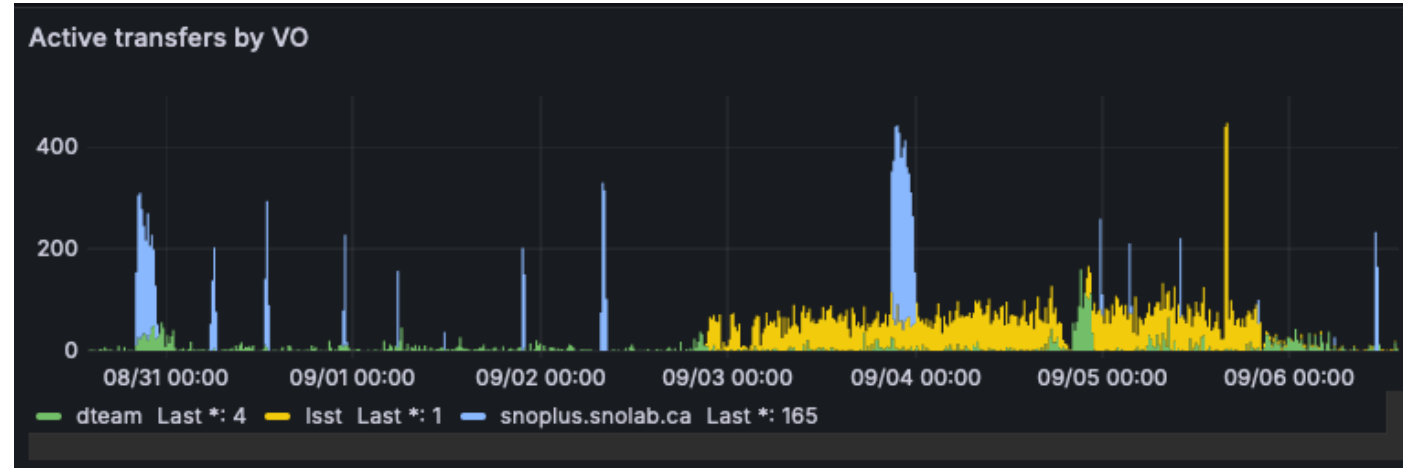 Active transfers by VO
400
200
0
08/31 00:00 09/01 00:00 09/02 00:00 09/03 00:00 09/04 00:00 09/05 00:00 09/06 00:00
dteam Last *: 4 lsst Last *: 1 snoplus.snolab.ca Last *: 165